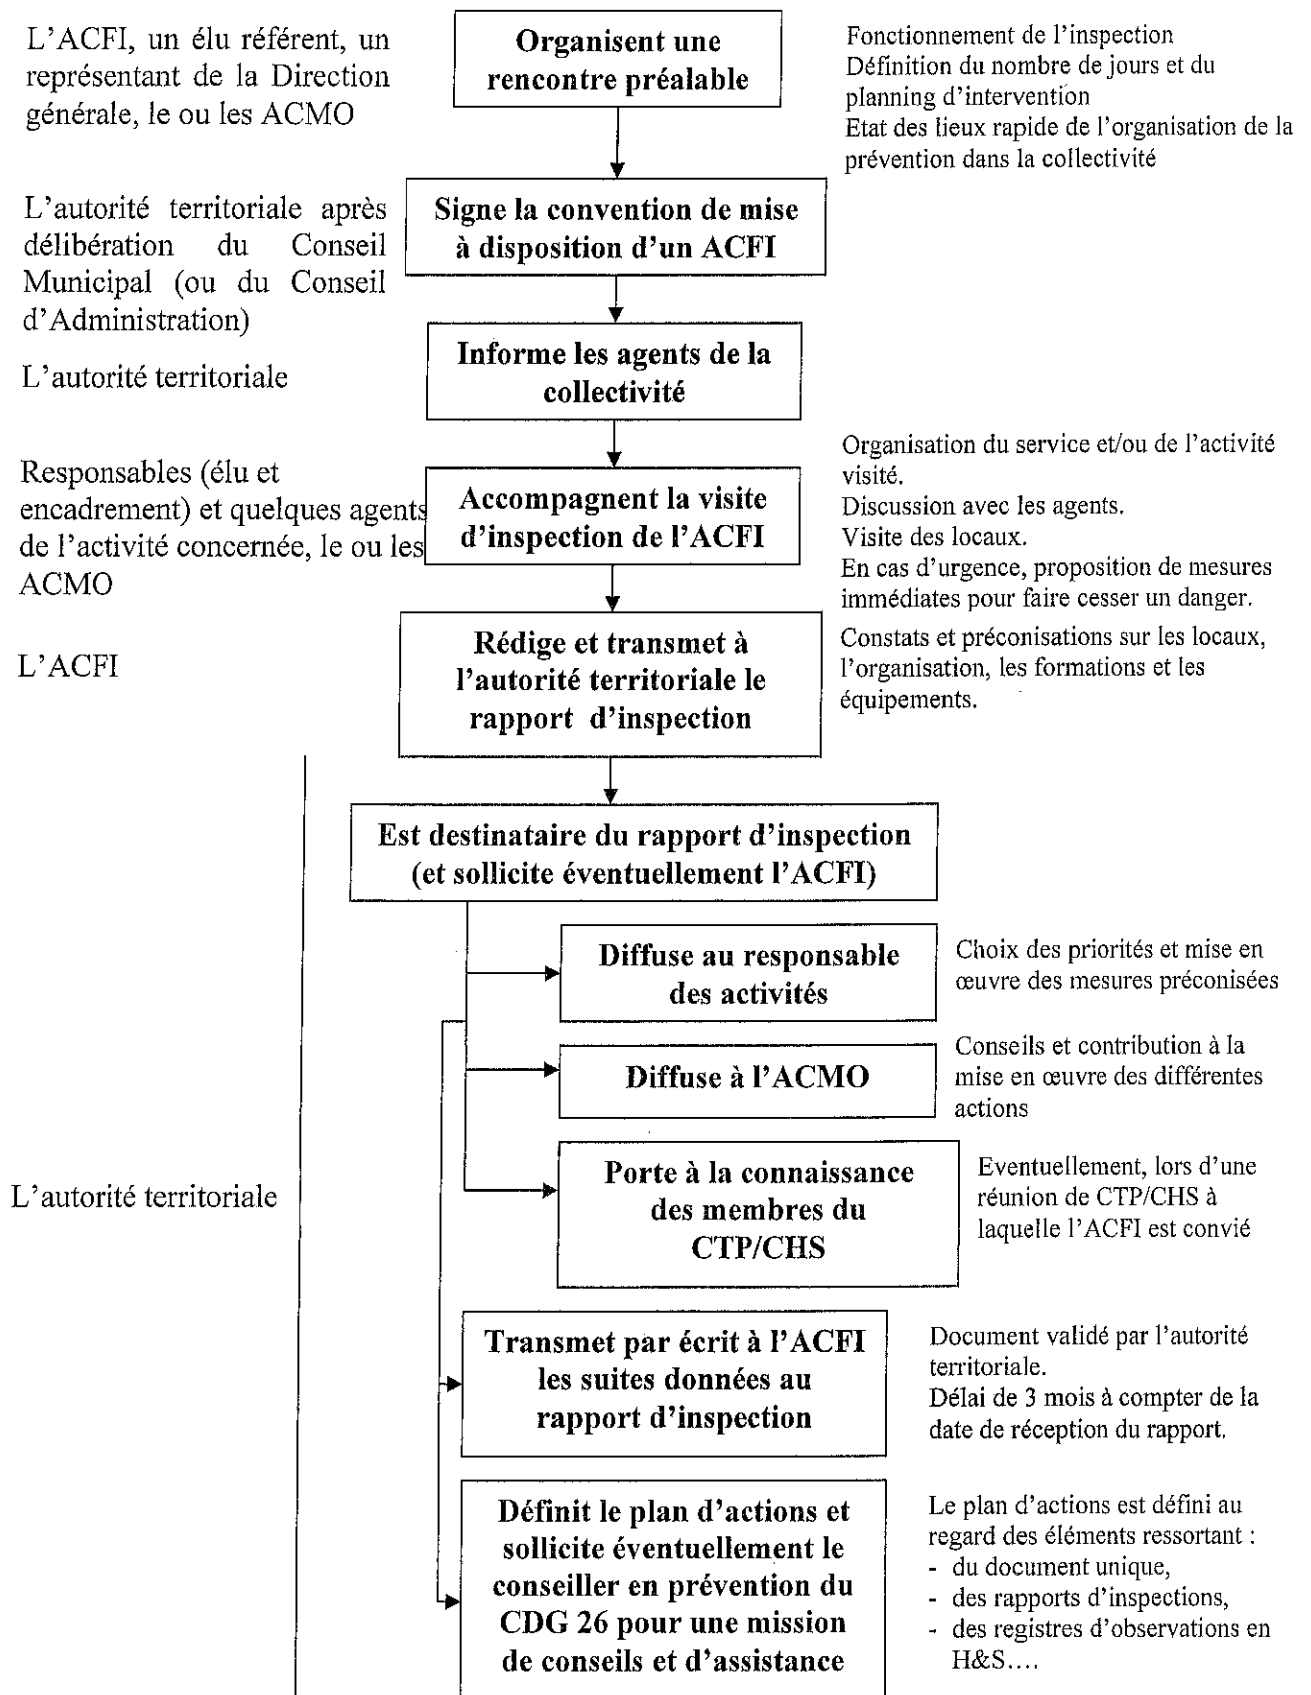 L'ACFI, un élu référent, un
représentant de la Direction
générale, le ou les ACMO
Organisent une
rencontre préalable
Fonctionnement de l'inspection
Définition du nombre de jours et du
planning d'intervention
Etat des lieux rapide de l'organisation de la
prévention dans la collectivité
L'autorité territoriale après
délibération du Conseil
Municipal (ou du Conseil
d'Administration)
Signe la convention de mise
à disposition d'un ACFI
L'autorité territoriale
Informe les agents de la
collectivité
Responsables (élu et
encadrement) et quelques agents
de l'activité concernée, le ou les
ACMO
Accompagnent la visite
d'inspection de l'ACFI
Organisation du service et/ou de l'activité
visité.
Discussion avec les agents.
Visite des locaux.
En cas d'urgence, proposition de mesures
immédiates pour faire cesser un danger.
L'ACFI
Rédige et transmet à
l'autorité territoriale le
rapport d'inspection
Constats et préconisations sur les locaux,
l'organisation, les formations et les
équipements.
L'autorité territoriale
Est destinataire du rapport d'inspection
(et sollicite éventuellement l'ACFI)
Diffuse au responsable
des activités
Choix des priorités et mise en
œuvre des mesures préconisées
Diffuse à l'ACMO
Conseils et contribution à la
mise en œuvre des différentes
actions
Porte à la connaissance
des membres du
CTP/CHS
Eventuellement, lors d'une
réunion de CTP/CHS à
laquelle l'ACFI est convié
Transmet par écrit à l'ACFI
les suites données au
rapport d'inspection
Document validé par l'autorité
territoriale.
Délai de 3 mois à compter de la
date de réception du rapport.
Définit le plan d'actions et
sollicite éventuellement le
conseiller en prévention du
CDG 26 pour une mission
de conseils et d'assistance
Le plan d'actions est défini au
regard des éléments ressortant :
- du document unique,
- des rapports d'inspections,
- des registres d'observations en
H&S….